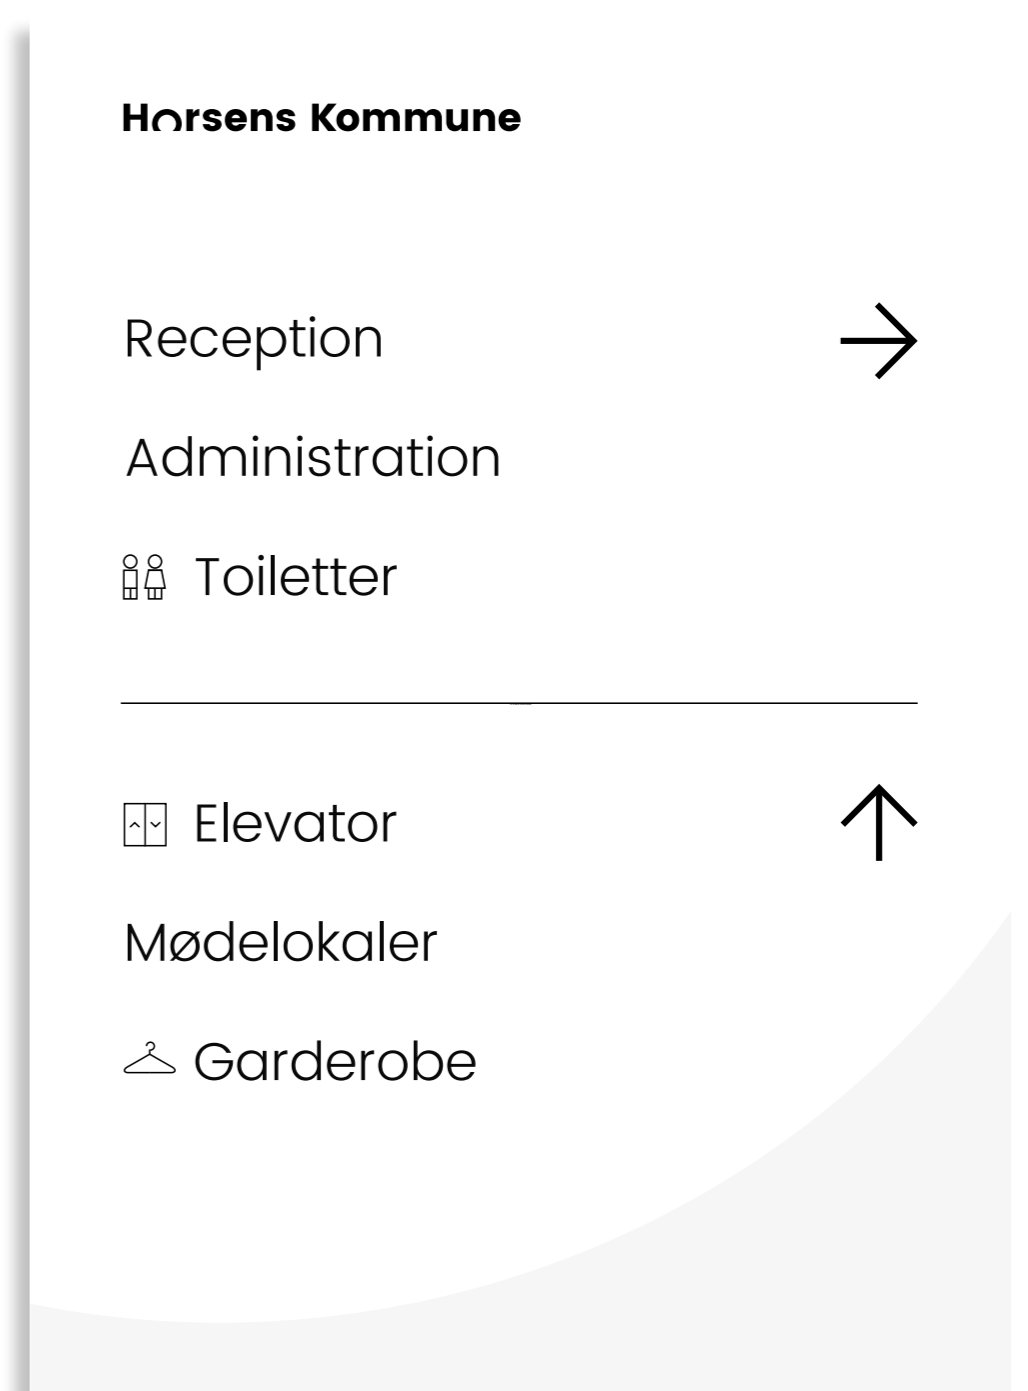 Horsens Kommune
Reception
Administration
Toiletter
Elevator
Mødelokaler
Garderobe